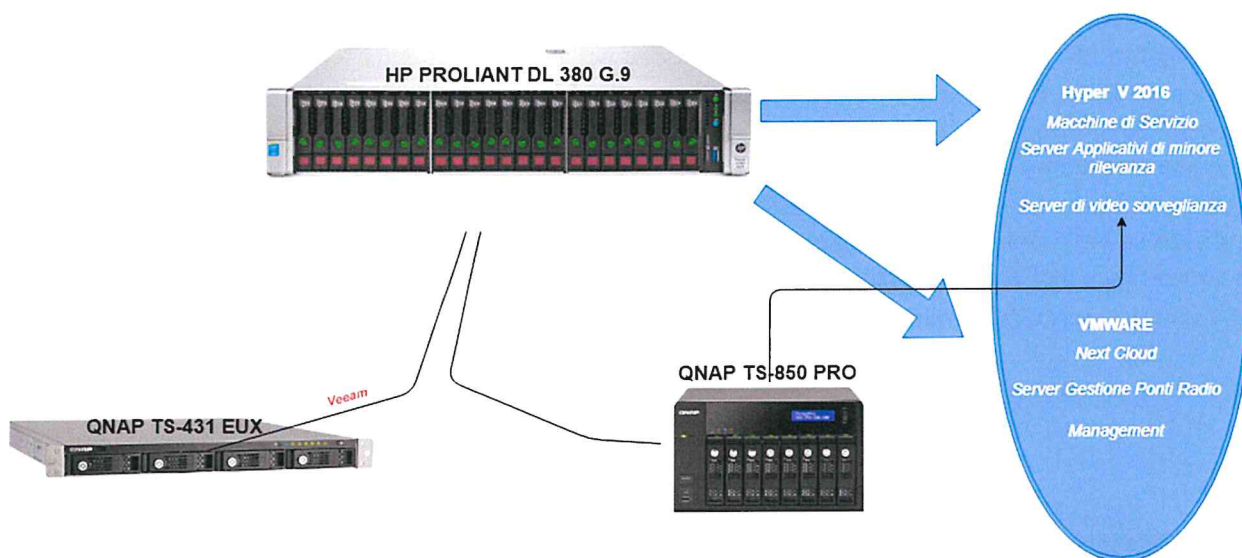 HP PROLIANT DL 380 G.9
Hyper V 2016
Macchine di Servizio
Server Applicativi di minore
rilevanza
Server di video sorveglianza
VMWARE
Next Cloud
Server Gestione Ponti Radio
Management
QNAP TS-850 PRO
Veeam
QNAP TS-431 EUX